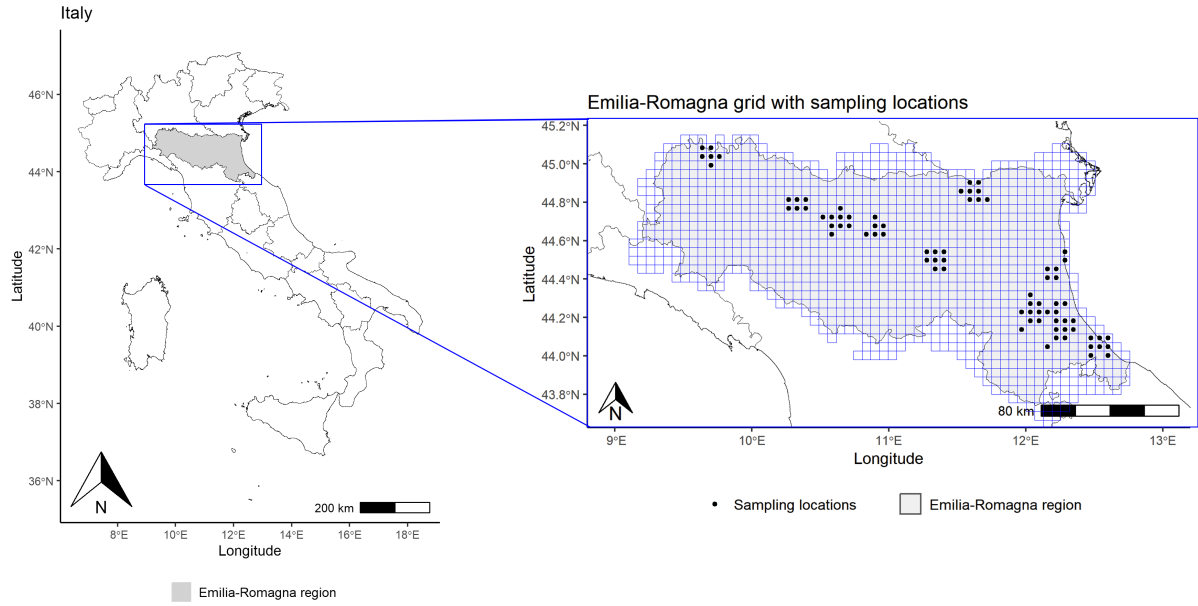 Italy
46°N
44°N
42°N
40°N
38°N
36°N
Latitude
N
200 km
8°E 10°E 12°E 14°E 16°E 18°E
Longitude
Emilia-Romagna region
Emilia-Romagna grid with sampling locations
45.2°N
45.0°N
44.8°N
44.6°N
44.4°N
44.2°N
44.0°N
43.8°N
Latitude
N
80 km
9°E 10°E 11°E 12°E 13°E
Longitude
Sampling locations Emilia-Romagna region